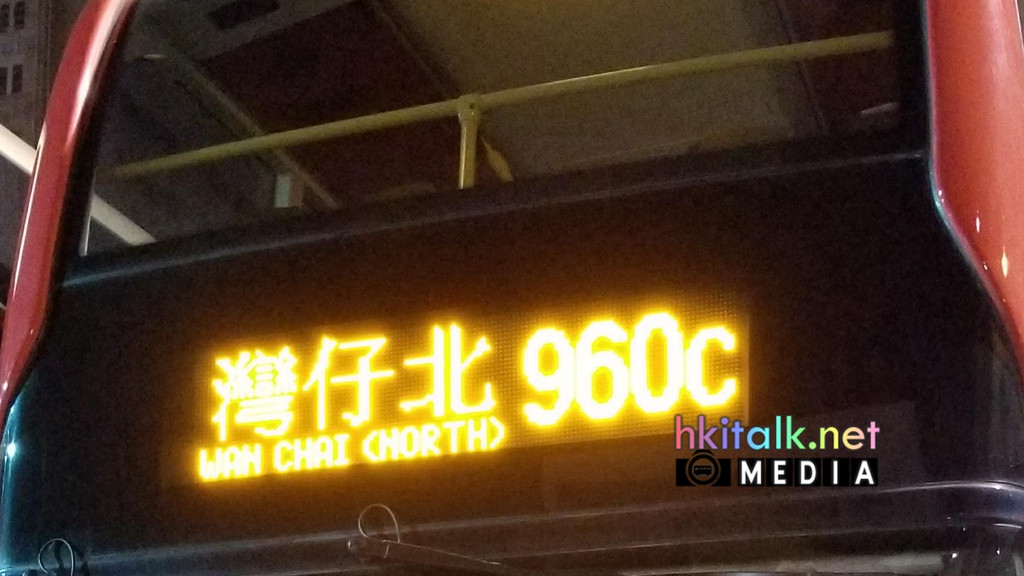 灣仔北 960C
WAN CHAI (NORTH)
hkitalk.net
MEDIA